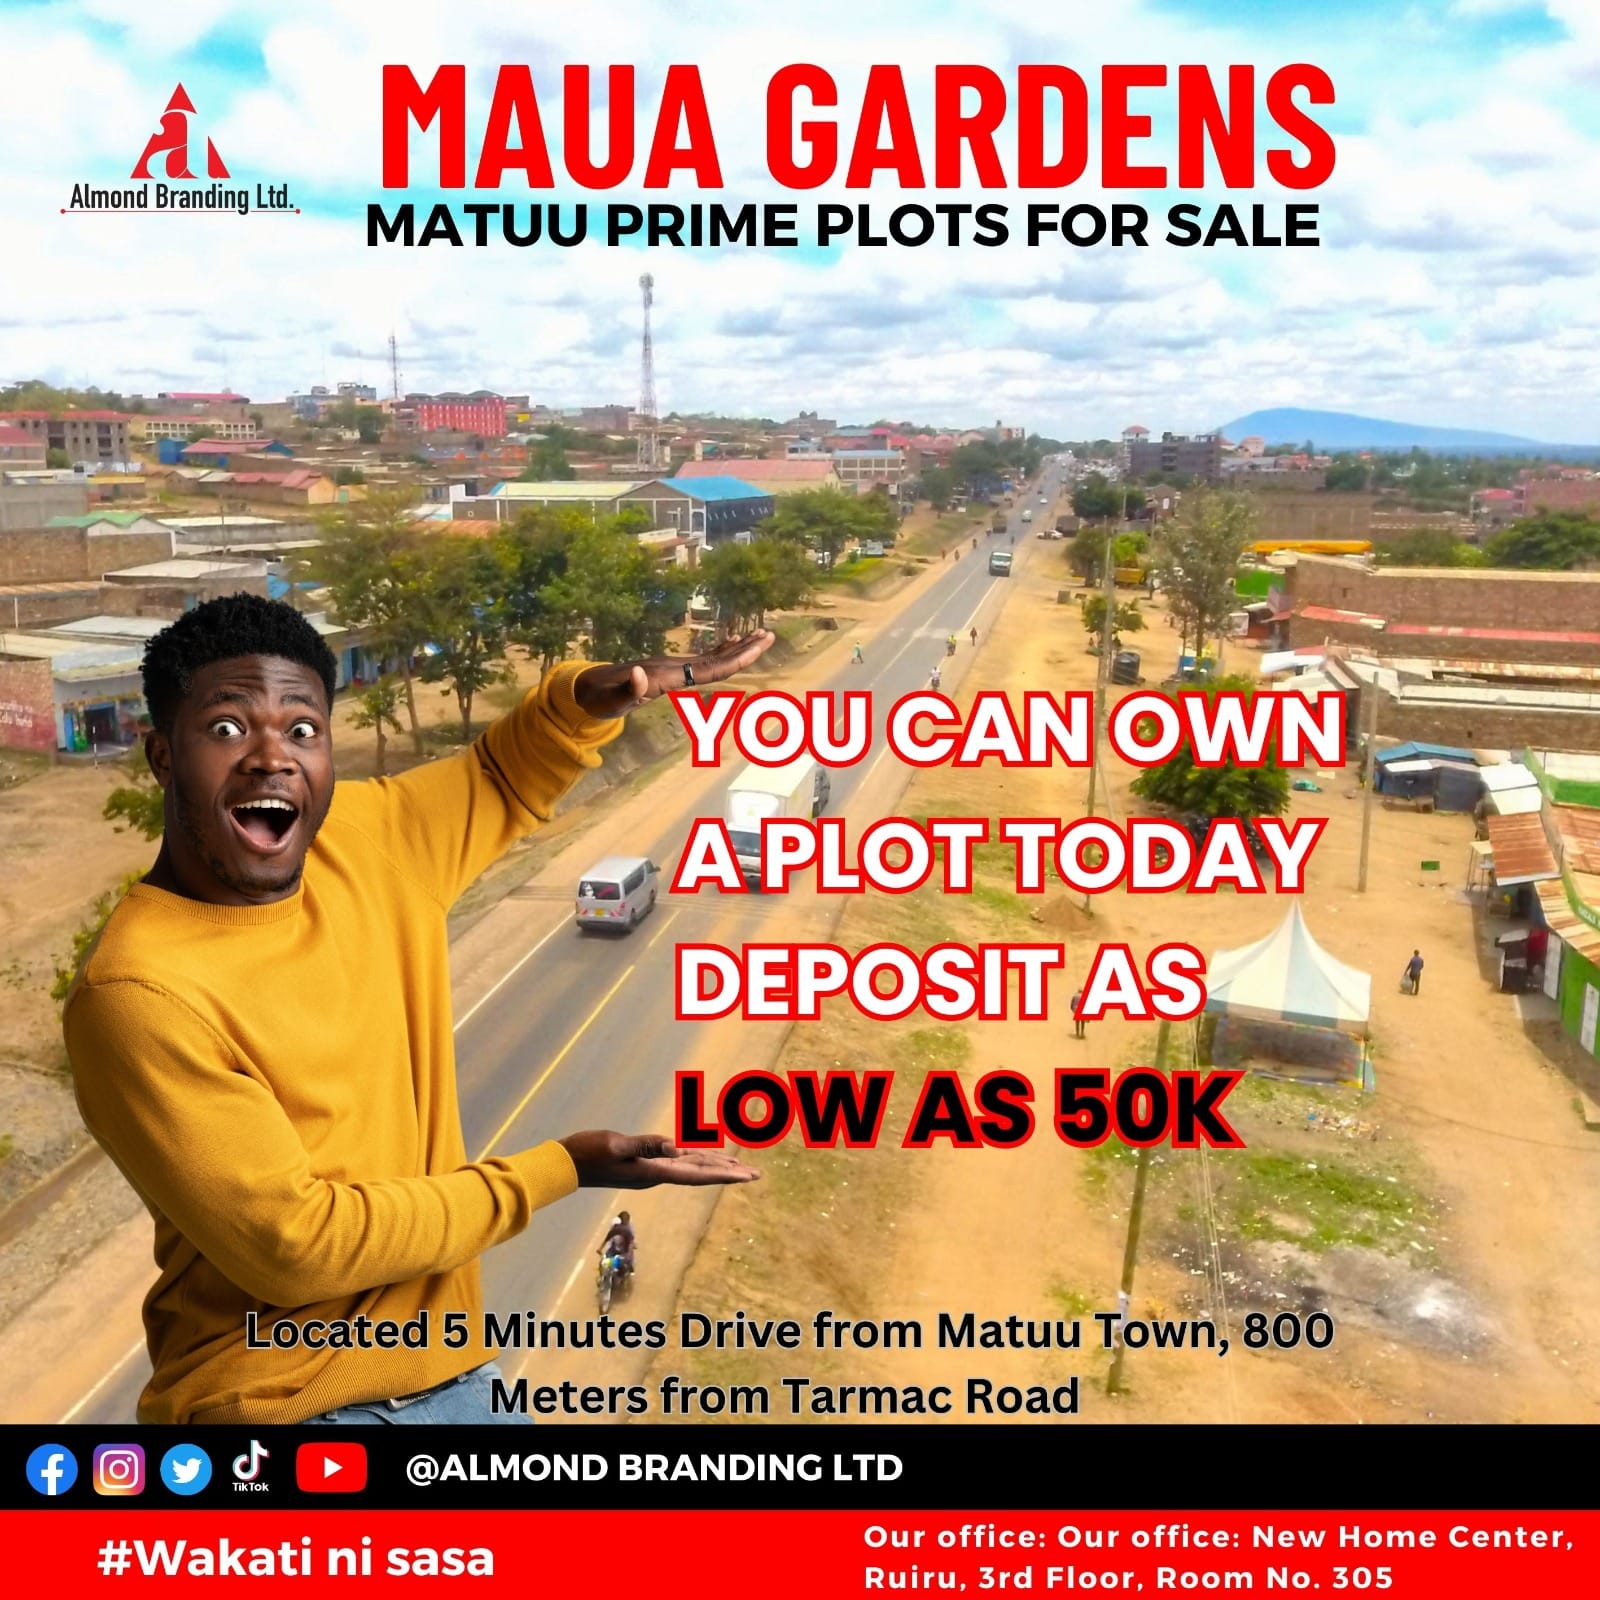 Almond Branding Ltd.
MAUA GARDENS
MATUU PRIME PLOTS FOR SALE
YOU CAN OWN
A PLOT TODAY
DEPOSIT AS
LOW AS 50K
Located 5 Minutes Drive from Matuu Town, 800
Meters from Tarmac Road
TikTok
@ALMOND BRANDING LTD
#Wakati ni sasa
Our office: Our office: New Home Center,
Ruiru, 3rd Floor, Room No. 305